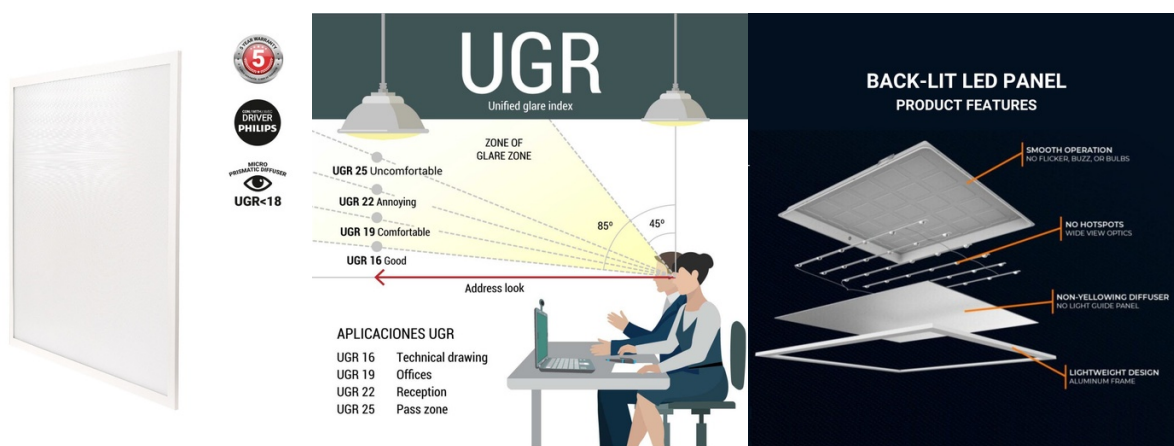 5 YEAR WARRANTY
5
DRIVER
PHILIPS
MICRO
PRISMATIC DIFFUSER
UGR<18
UGR
Unified glare index
ZONE OF
GLARE ZONE
UGR 25 Uncomfortable
UGR 22 Annoying
UGR 19 Comfortable
UGR 16 Good
85º
45º
Address look
APLICACIONES UGR
UGR 16 Technical drawing
UGR 19 Offices
UGR 22 Reception
UGR 25 Pass zone
BACK-LIT LED PANEL
PRODUCT FEATURES
SMOOTH OPERATION
NO FLICKER, BUZZ, OR BULBS
NO HOTSPOTS
WIDE VIEW OPTICS
NON-YELLOWING DIFFUSER
NO LIGHT GUIDE PANEL
LIGHTWEIGHT DESIGN
ALUMINUM FRAME